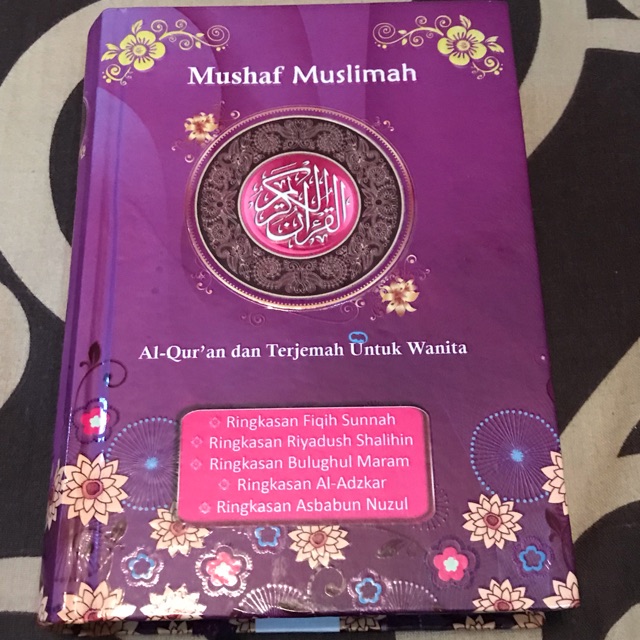 Mushaf Muslimah
القرآن الكريم
Al-Qur'an dan Terjemah Untuk Wanita
Ringkasan Fiqih Sunnah
Ringkasan Riyadush Shalihin
Ringkasan Bulughul Maram
Ringkasan Al-Adzkar
Ringkasan Asbabun Nuzul